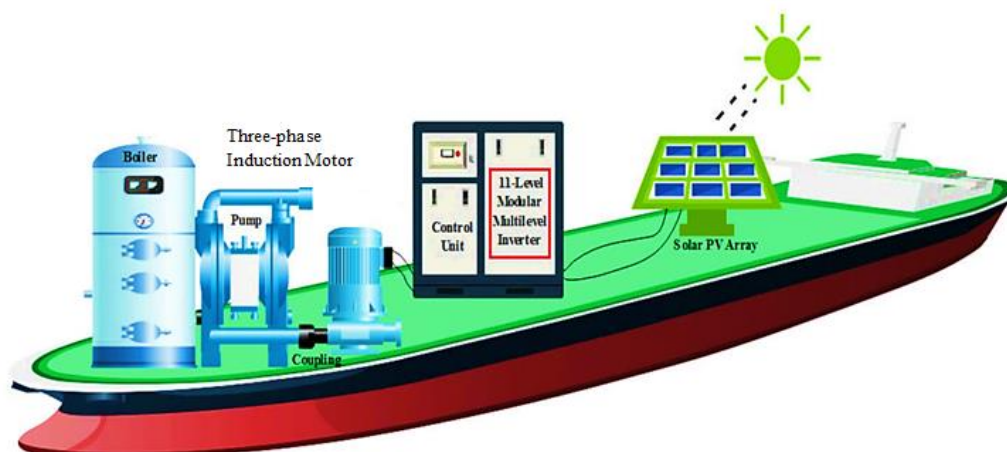 Three-phase
Induction Motor
Boiler
Pump
Coupling
Control
Unit
11-Level
Modular
Multilevel
Inverter
Solar PV Array